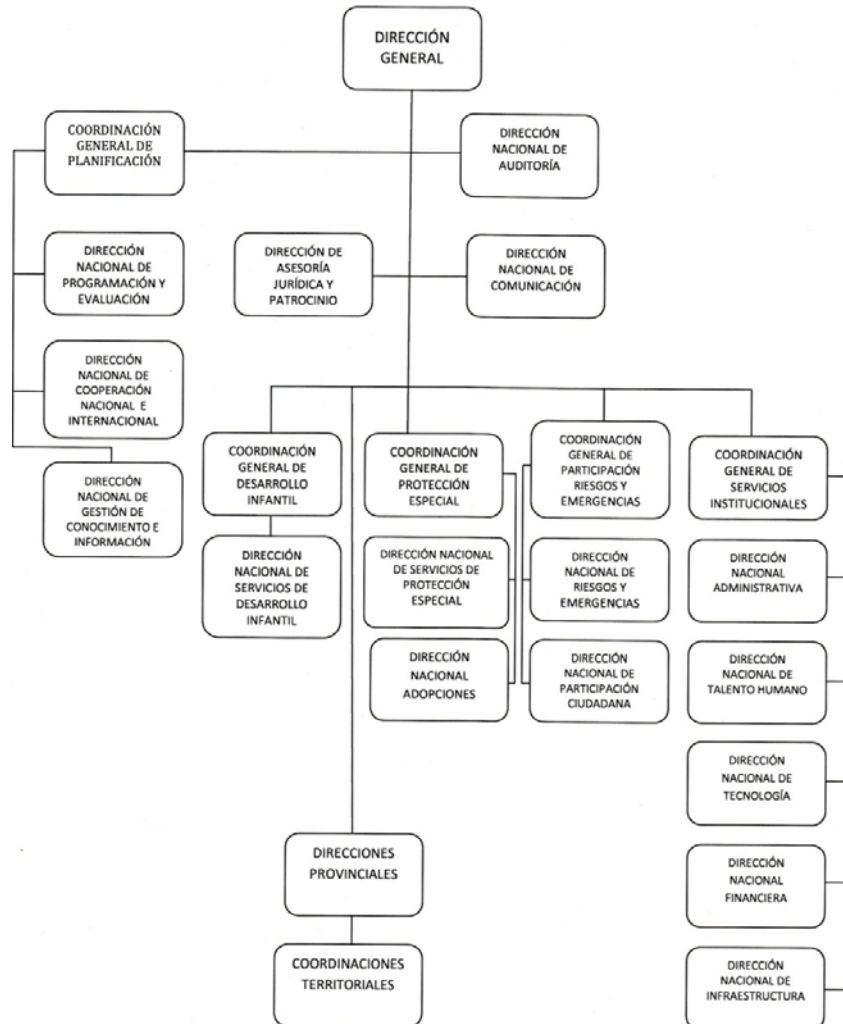 DIRECCIÓN
GENERAL
COORDINACIÓN
GENERAL DE
PLANIFICACIÓN
DIRECCIÓN
NACIONAL DE
AUDITORÍA
DIRECCIÓN
NACIONAL DE
PROGRAMACIÓN Y
EVALUACIÓN
DIRECCIÓN DE
ASESORÍA
JURÍDICA Y
PATROCINIO
DIRECCIÓN
NACIONAL DE
COMUNICACIÓN
DIRECCIÓN
NACIONAL DE
COOPERACIÓN
NACIONAL E
INTERNACIONAL
DIRECCIÓN
NACIONAL DE
GESTIÓN DE
CONOCIMIENTO E
INFORMACIÓN
COORDINACIÓN
GENERAL DE
DESARROLLO
INFANTIL
DIRECCIÓN
NACIONAL DE
SERVICIOS DE
DESARROLLO
INFANTIL
COORDINACIÓN
GENERAL DE
PROTECCIÓN
ESPECIAL
DIRECCIÓN NACIONAL
DE SERVICIOS DE
PROTECCIÓN
ESPECIAL
DIRECCIÓN
NACIONAL
ADOPCIONES
COORDINACIÓN
GENERAL DE
PARTICIPACIÓN
RIESGOS Y
EMERGENCIAS
DIRECCIÓN
NACIONAL DE
RIESGOS Y
EMERGENCIAS
DIRECCIÓN
NACIONAL DE
PARTICIPACIÓN
CIUDADANA
COORDINACIÓN
GENERAL DE
SERVICIOS
INSTITUCIONALES
DIRECCIÓN
NACIONAL
ADMINISTRATIVA
DIRECCIÓN
NACIONAL DE
TALENTO HUMANO
DIRECCIÓN
NACIONAL DE
TECNOLOGÍA
DIRECCIÓN
NACIONAL
FINANCIERA
DIRECCIÓN
NACIONAL DE
INFRAESTRUCTURA
DIRECCIONES
PROVINCIALES
COORDINACIONES
TERRITORIALES